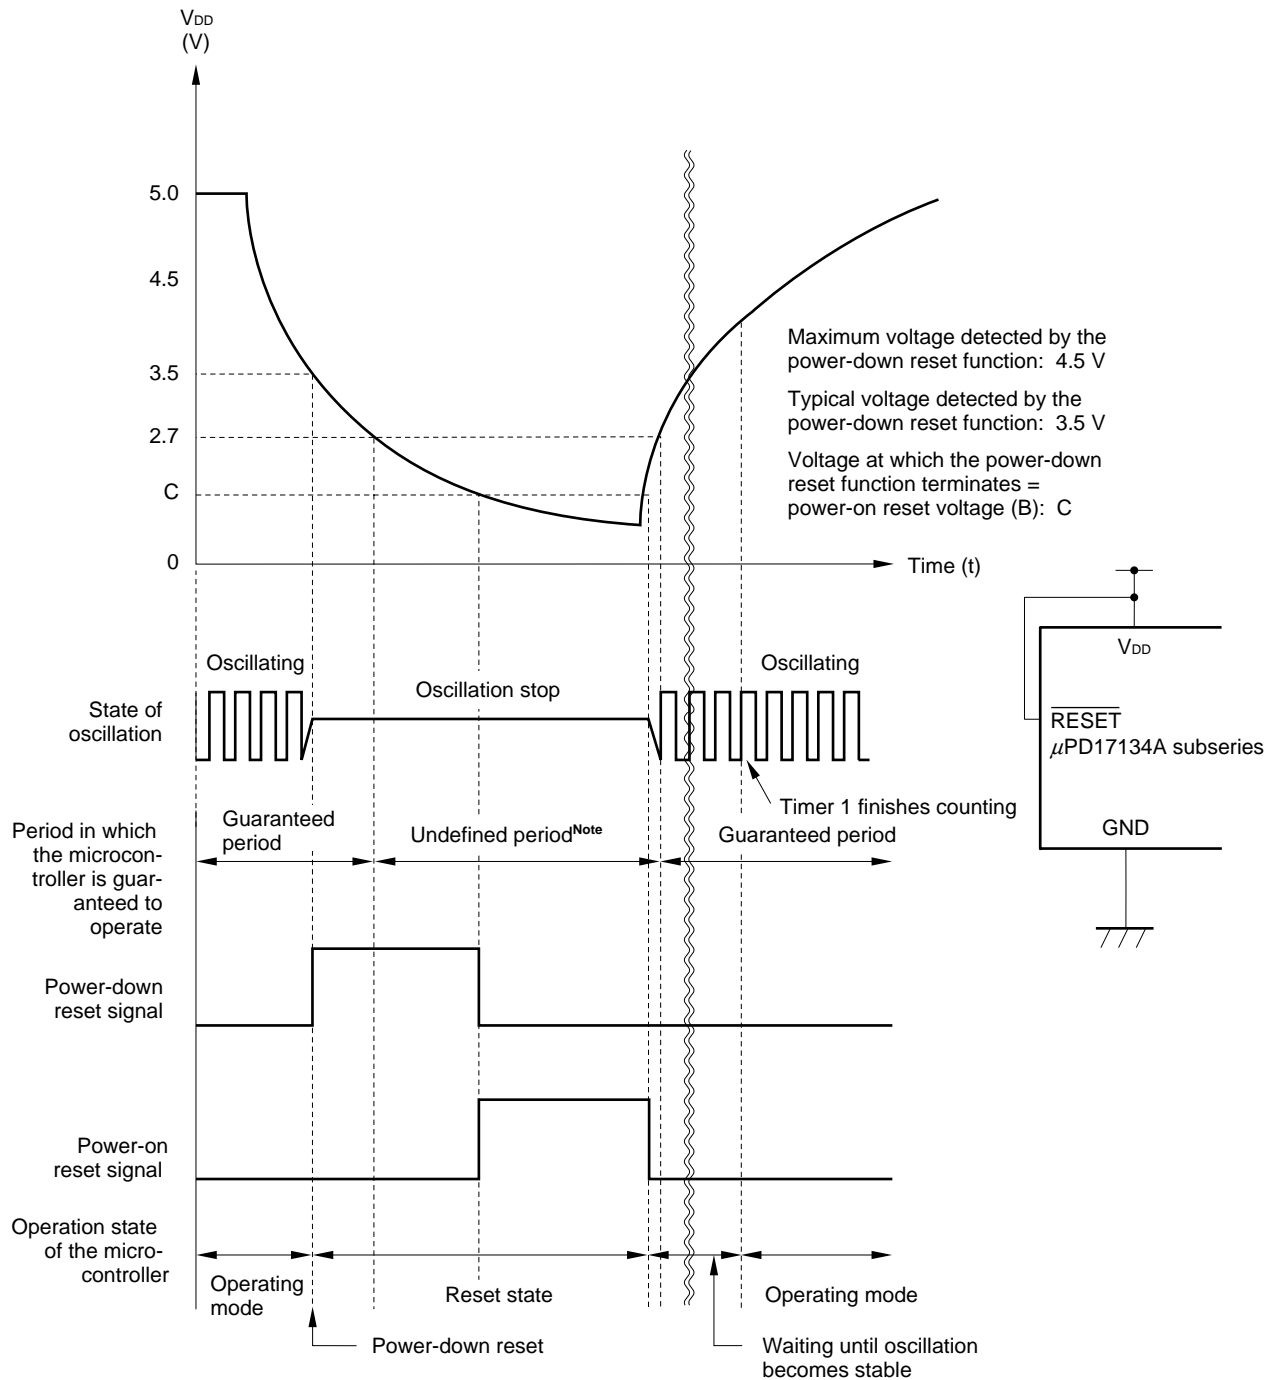 VDD
(V)
5.0
4.5
3.5
2.7
C
0
Time (t)
Maximum voltage detected by the
power-down reset function: 4.5 V
Typical voltage detected by the
power-down reset function: 3.5 V
Voltage at which the power-down
reset function terminates =
power-on reset voltage (B): C
VDD
RESET
μPD17134A subseries
GND
State of
oscillation
Oscillating
Oscillation stop
Oscillating
Timer 1 finishes counting
Period in which
the microcon-
troller is guar-
anteed to
operate
Guaranteed
period
Undefined periodNote
Guaranteed period
Power-down
reset signal
Power-on
reset signal
Operation state
of the micro-
controller
Operating
mode
Reset state
Operating mode
Power-down reset
Waiting until oscillation
becomes stable